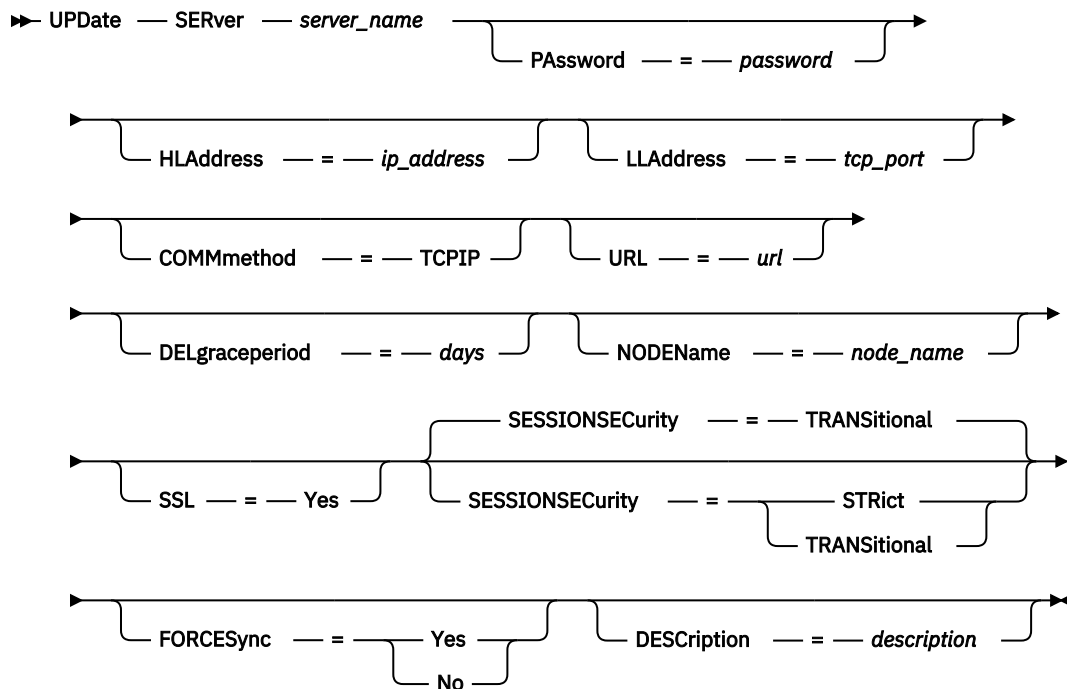 UPDate SERver server_name
PAssword = password
HLAddress = ip_address LLAddress = tcp_port
COMMmethod = TCPIP URL = url
DELgraceperiod = days NODEName = node_name
SESSIONSECurity = TRANSitional
SSL = Yes SESSIONSECurity = STRict
TRANSitional
FORCESync = Yes DESCription = description
No